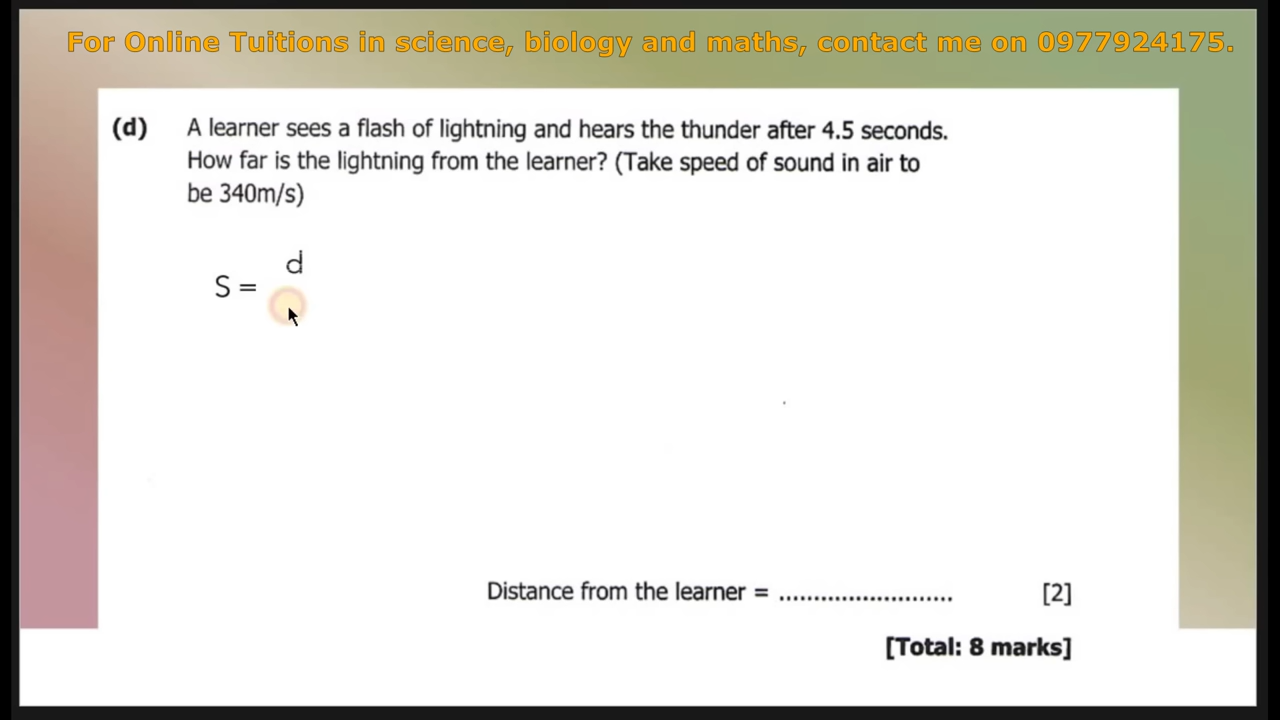 For Online Tuitions in science, biology and maths, contact me on 0977924175.
(d) A learner sees a flash of lightning and hears the thunder after 4.5 seconds.
How far is the lightning from the learner? (Take speed of sound in air to
be 340m/s)
d
S =
Distance from the learner = ......................... [2]
[Total: 8 marks]